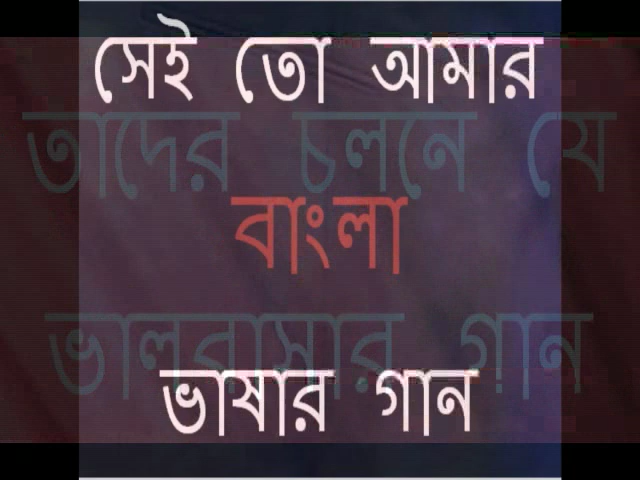 সেই তো আমার
তাদের চলনে যে
বাংলা
ভালবাসার গান
ভাষার গান